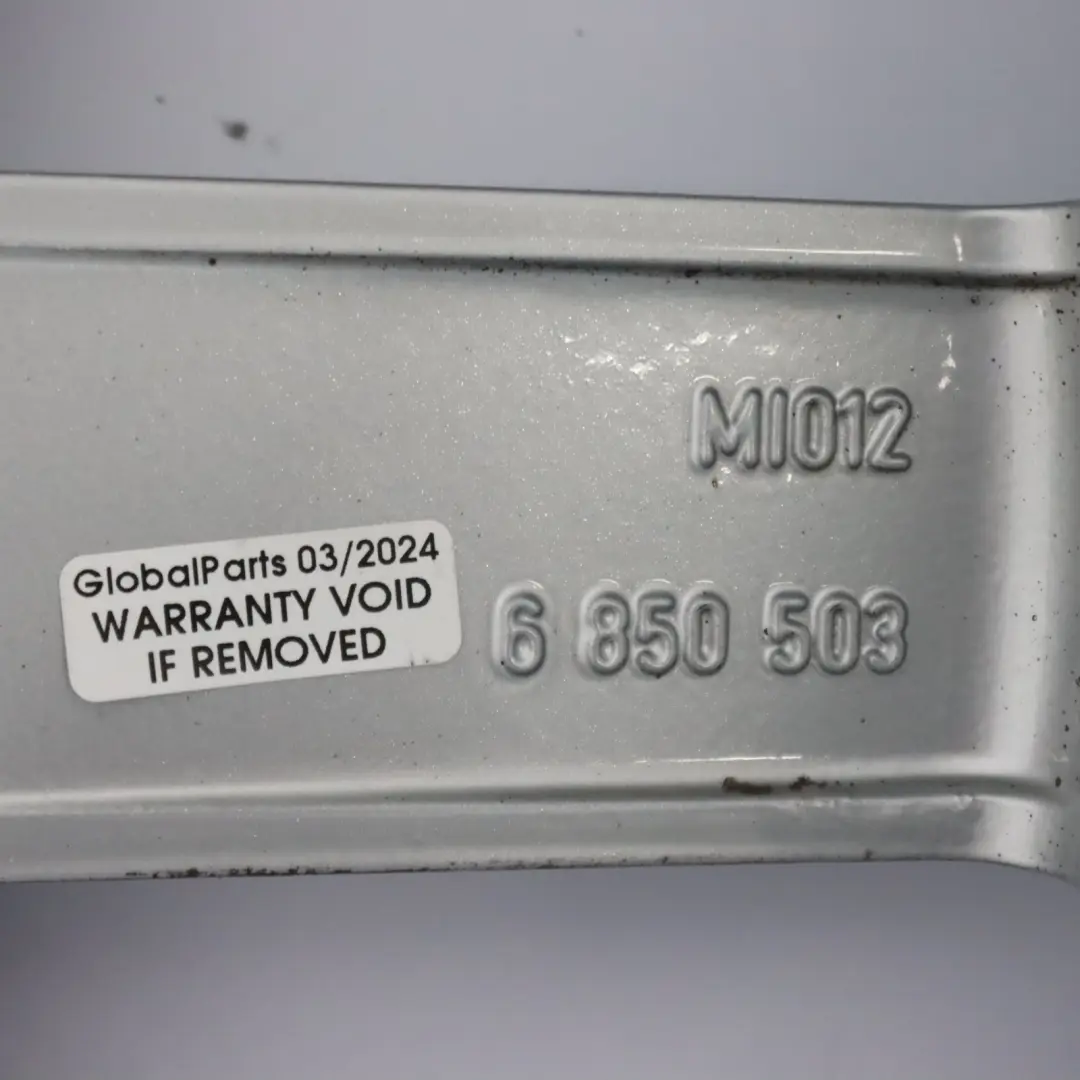 MI012
6 850 503
GlobalParts 03/2024
WARRANTY VOID
IF REMOVED